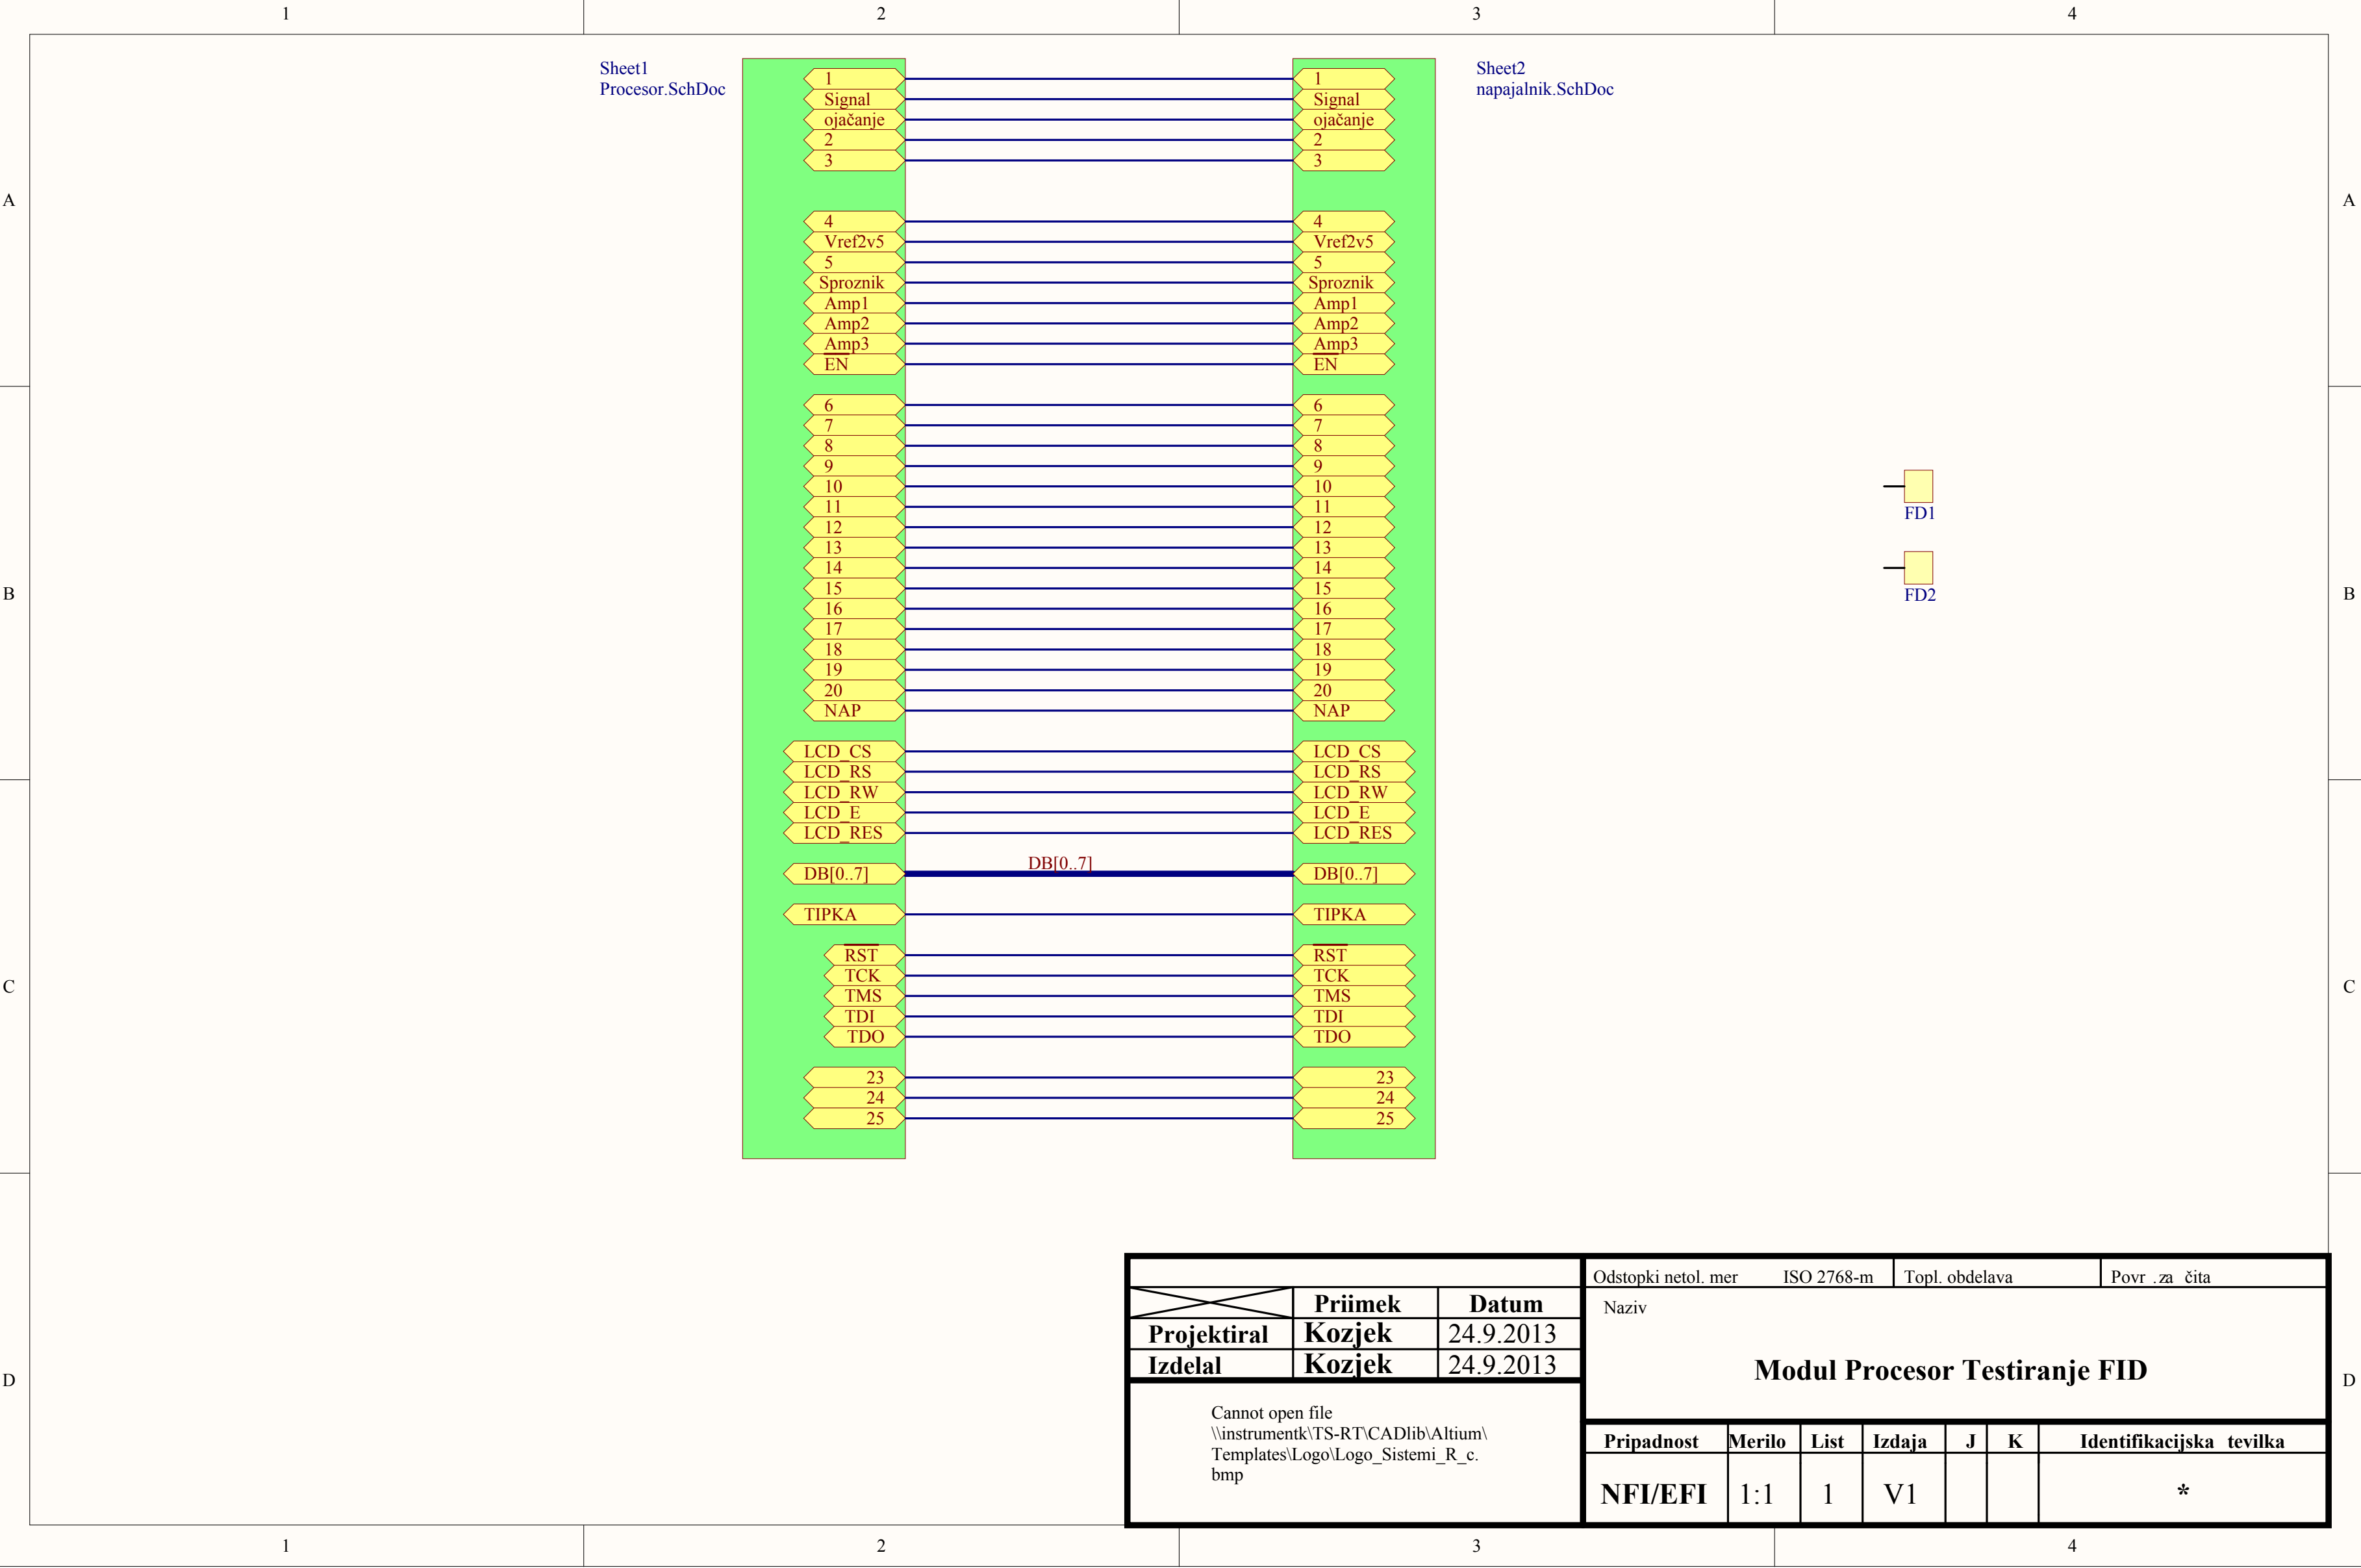 1 2 3 4
Sheet1
Procesor.SchDoc
Sheet2
napajalnik.SchDoc
1 1
Signal Signal
ojačanje ojačanje
2 2
3 3
A A
4 4
Vref2v5 Vref2v5
5 5
Sproznik Sproznik
Amp1 Amp1
Amp2 Amp2
Amp3 Amp3
EN EN
6 6
7 7
8 8
9 9
10 10
11 11
FD1
12 12
13 13
14 14
15 15
FD2
B B
16 16
17 17
18 18
19 19
20 20
NAP NAP
LCD_CS LCD_CS
LCD_RS LCD_RS
LCD_RW LCD_RW
LCD_E LCD_E
LCD_RES LCD_RES
DB[0..7]
DB[0..7] DB[0..7]
TIPKA TIPKA
RST RST
TCK TCK
C C
TMS TMS
TDI TDI
TDO TDO
23 23
24 24
25 25
Odstopki netol. mer ISO 2768-m Topl. obdelava Povr .za čita
Priimek Datum
Naziv
Projektiral Kozjek 24.9.2013
Izdelal Kozjek 24.9.2013
Modul Procesor Testiranje FID
D D
Cannot open file
\\instrumentk\TS-RT\CADlib\Altium\
Templates\Logo\Logo_Sistemi_R_c.
bmp
Pripadnost Merilo List Izdaja J K Identifikacijska tevilka
NFI/EFI 1:1 1 V1 *
1 2 3 4